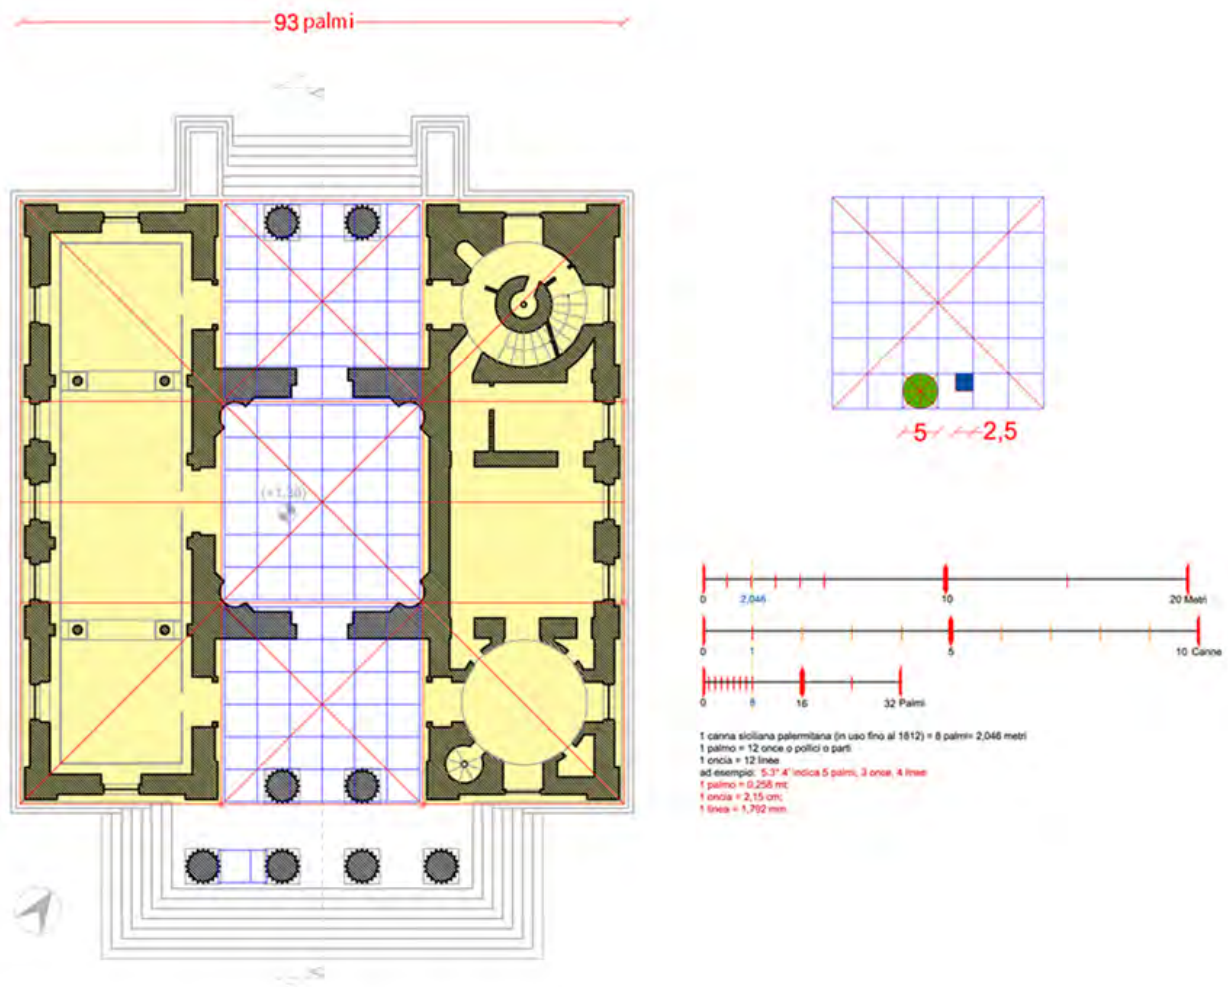 93 palmi
(+1,30)
5 2,5
0 2,046 10 20 Metri
0 1 5 10 Canne
0 8 16 32 Palmi
1 canna siciliana palermitana (in uso fino al 1812) = 8 palmi= 2,046 metri
1 palmo = 12 once o pollici o parti
1 oncia = 12 linee
ad esempio: 5.3" 4' indica 5 palmi, 3 once, 4 linee
1 palmo = 0,258 mt;
1 oncia = 2,15 cm;
1 linea = 1,792 mm.